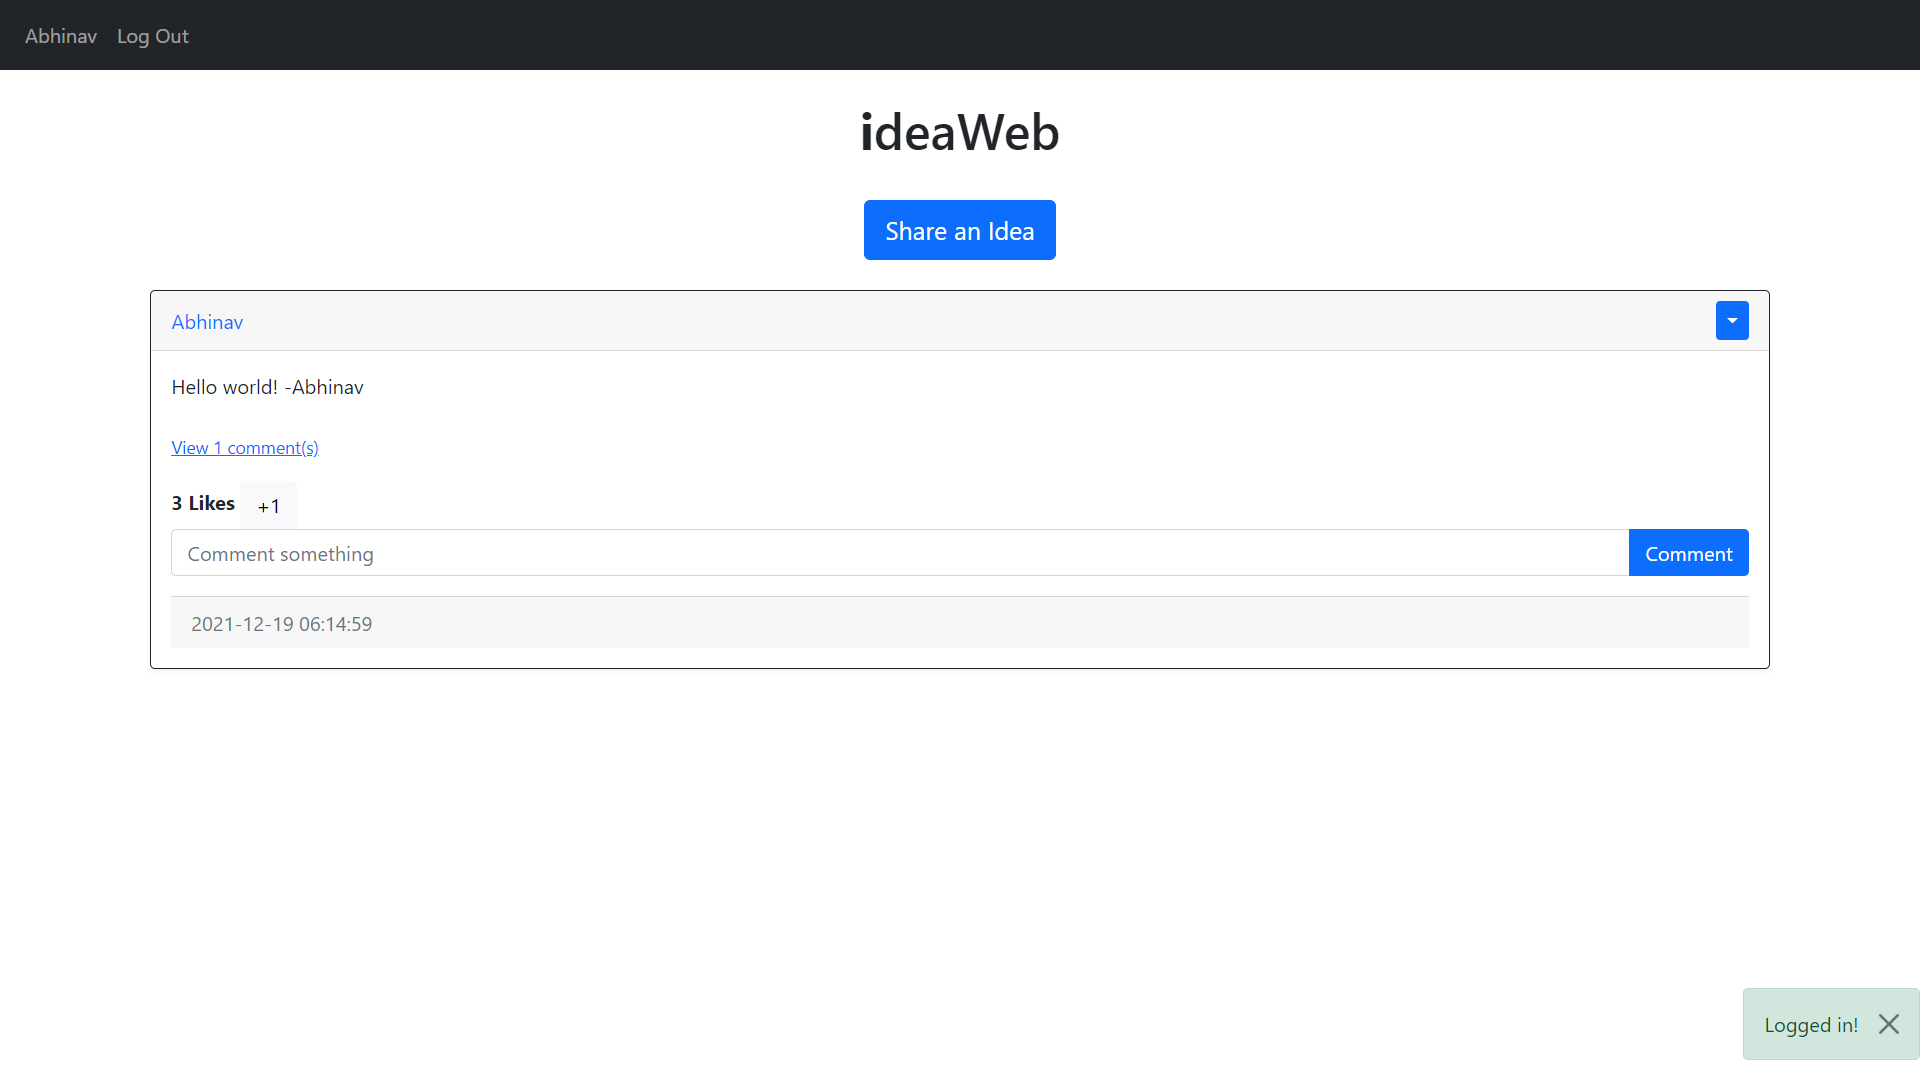 Abhinav Log Out
ideaWeb
Share an Idea
Abhinav
Hello world! -Abhinav
View 1 comment(s)
3 Likes +1
Comment something Comment
2021-12-19 06:14:59
Logged in!